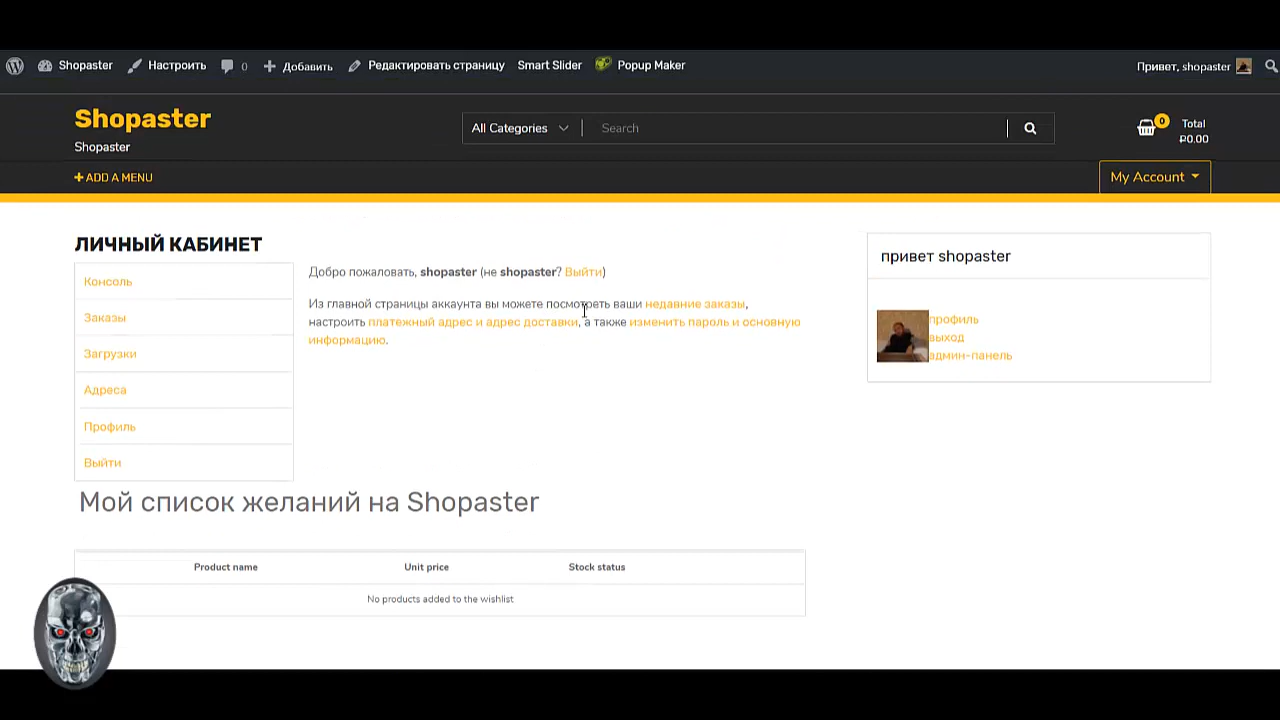 Shopaster Настроить 0 Добавить Редактировать страницу Smart Slider Popup Maker Привет, shopaster
Shopaster
Shopaster
All Categories Search
0
Total
₽0.00
+ ADD A MENU
My Account
ЛИЧНЫЙ КАБИНЕТ
Консоль
Заказы
Загрузки
Адреса
Профиль
Выйти
Добро пожаловать, shopaster (не shopaster? Выйти)
Из главной страницы аккаунта вы можете посмотреть ваши недавние заказы,
настроить платежный адрес и адрес доставки, а также изменить пароль и основную
информацию.
привет shopaster
профиль
выход
админ-панель
Мой список желаний на Shopaster
Product name Unit price Stock status
No products added to the wishlist